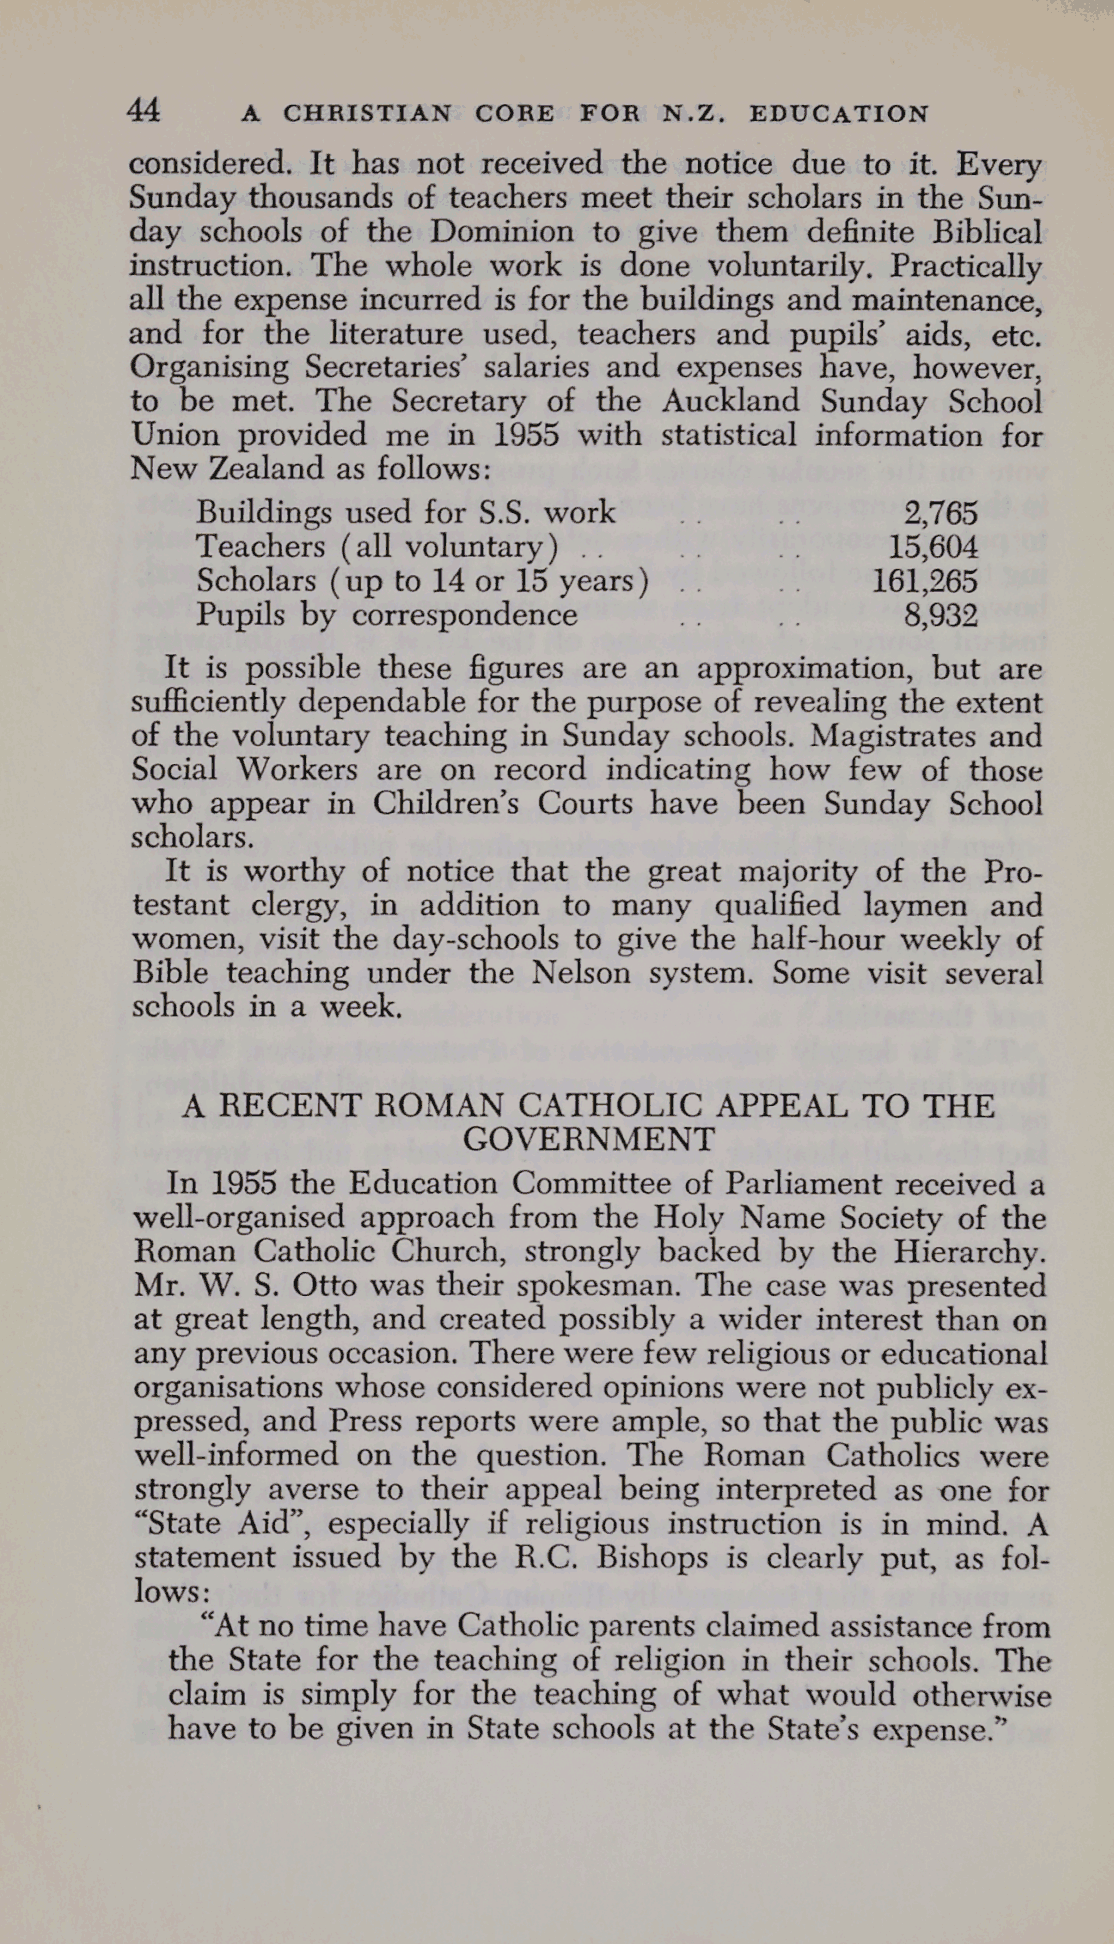 44 A CHRISTIAN CORE FOR N.Z. EDUCATION
considered. It has not received the notice due to it. Every
Sunday thousands of teachers meet their scholars in the Sun-
day schools of the Dominion to give them definite Biblical
instruction. The whole work is done voluntarily. Practically
all the expense incurred is for the buildings and maintenance,
and for the literature used, teachers and pupils' aids, etc.
Organising Secretaries' salaries and expenses have, however,
to be met. The Secretary of the Auckland Sunday School
Union provided me in 1955 with statistical information for
New Zealand as follows:
Buildings used for S.S. work .. .. 2,765
Teachers (all voluntary) .. .. .. 15,604
Scholars (up to 14 or 15 years) .. .. 161,265
Pupils by correspondence .. .. 8,932
It is possible these figures are an approximation, but are
sufficiently dependable for the purpose of revealing the extent
of the voluntary teaching in Sunday schools. Magistrates and
Social Workers are on record indicating how few of those
who appear in Children's Courts have been Sunday School
scholars.
It is worthy of notice that the great majority of the Pro-
testant clergy, in addition to many qualified laymen and
women, visit the day-schools to give the half-hour weekly of
Bible teaching under the Nelson system. Some visit several
schools in a week.
A RECENT ROMAN CATHOLIC APPEAL TO THE
GOVERNMENT
In 1955 the Education Committee of Parliament received a
well-organised approach from the Holy Name Society of the
Roman Catholic Church, strongly backed by the Hierarchy.
Mr. W. S. Otto was their spokesman. The case was presented
at great length, and created possibly a wider interest than on
any previous occasion. There were few religious or educational
organisations whose considered opinions were not publicly ex-
pressed, and Press reports were ample, so that the public was
well-informed on the question. The Roman Catholics were
strongly averse to their appeal being interpreted as one for
"State Aid", especially if religious instruction is in mind. A
statement issued by the R.C. Bishops is clearly put, as fol-
lows:
"At no time have Catholic parents claimed assistance from
the State for the teaching of religion in their schools. The
claim is simply for the teaching of what would otherwise
have to be given in State schools at the State's expense."